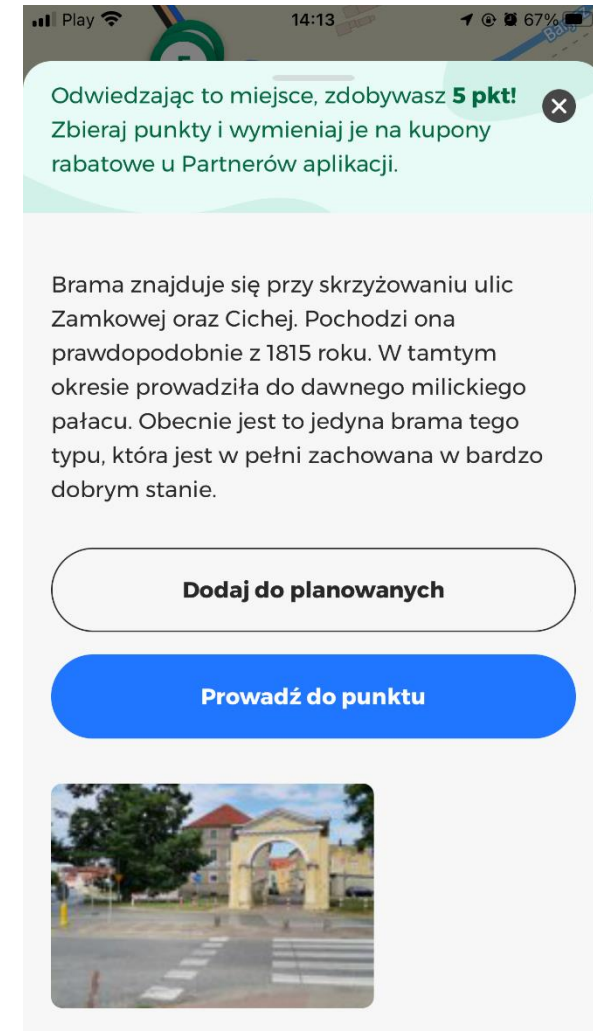 Play 14:13 67%
Barycz
Odwiedzając to miejsce, zdobywasz 5 pkt!
Zbieraj punkty i wymieniaj je na kupony
rabatowe u Partnerów aplikacji.
Brama znajduje się przy skrzyżowaniu ulic
Zamkowej oraz Cichej. Pochodzi ona
prawdopodobnie z 1815 roku. W tamtym
okresie prowadziła do dawnego milickiego
pałacu. Obecnie jest to jedyna brama tego
typu, która jest w pełni zachowana w bardzo
dobrym stanie.
Dodaj do planowanych
Prowadź do punktu